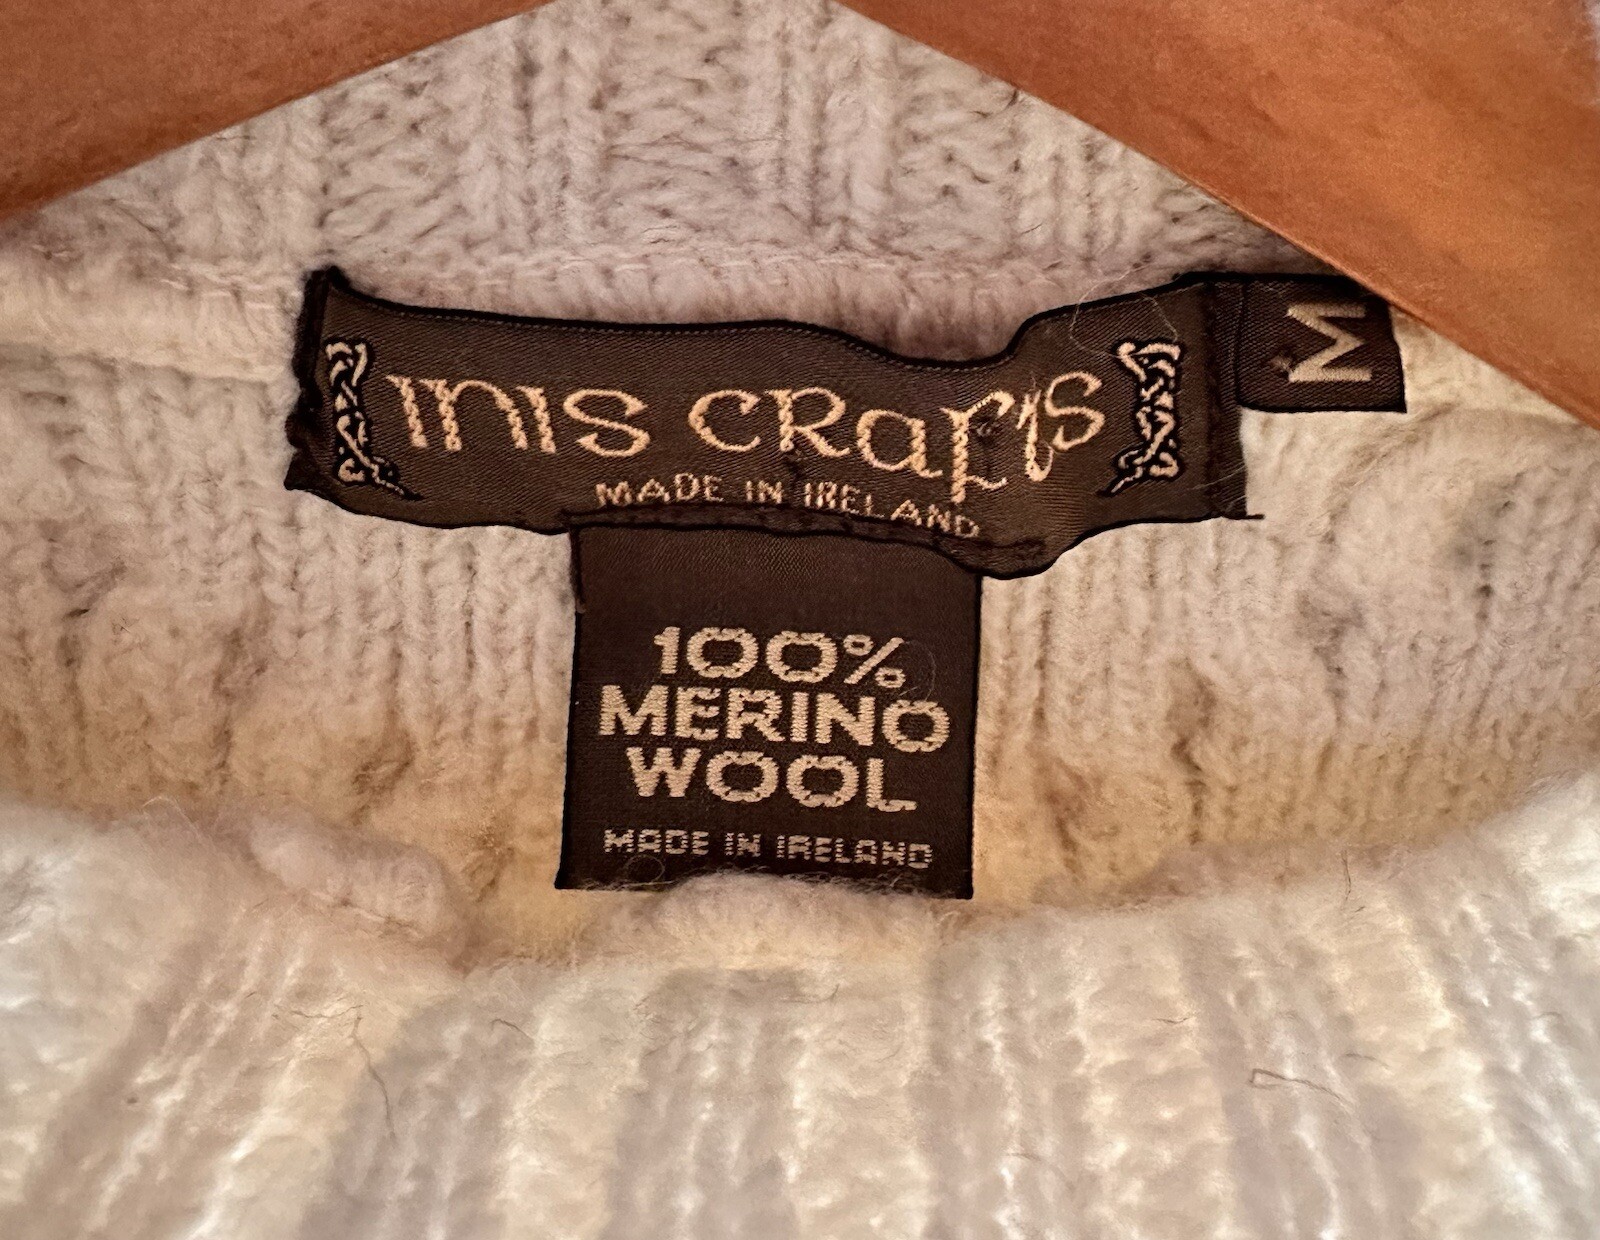 INIS CRAFTS
MADE IN IRELAND
M
100%
MERINO
WOOL
MADE IN IRELAND